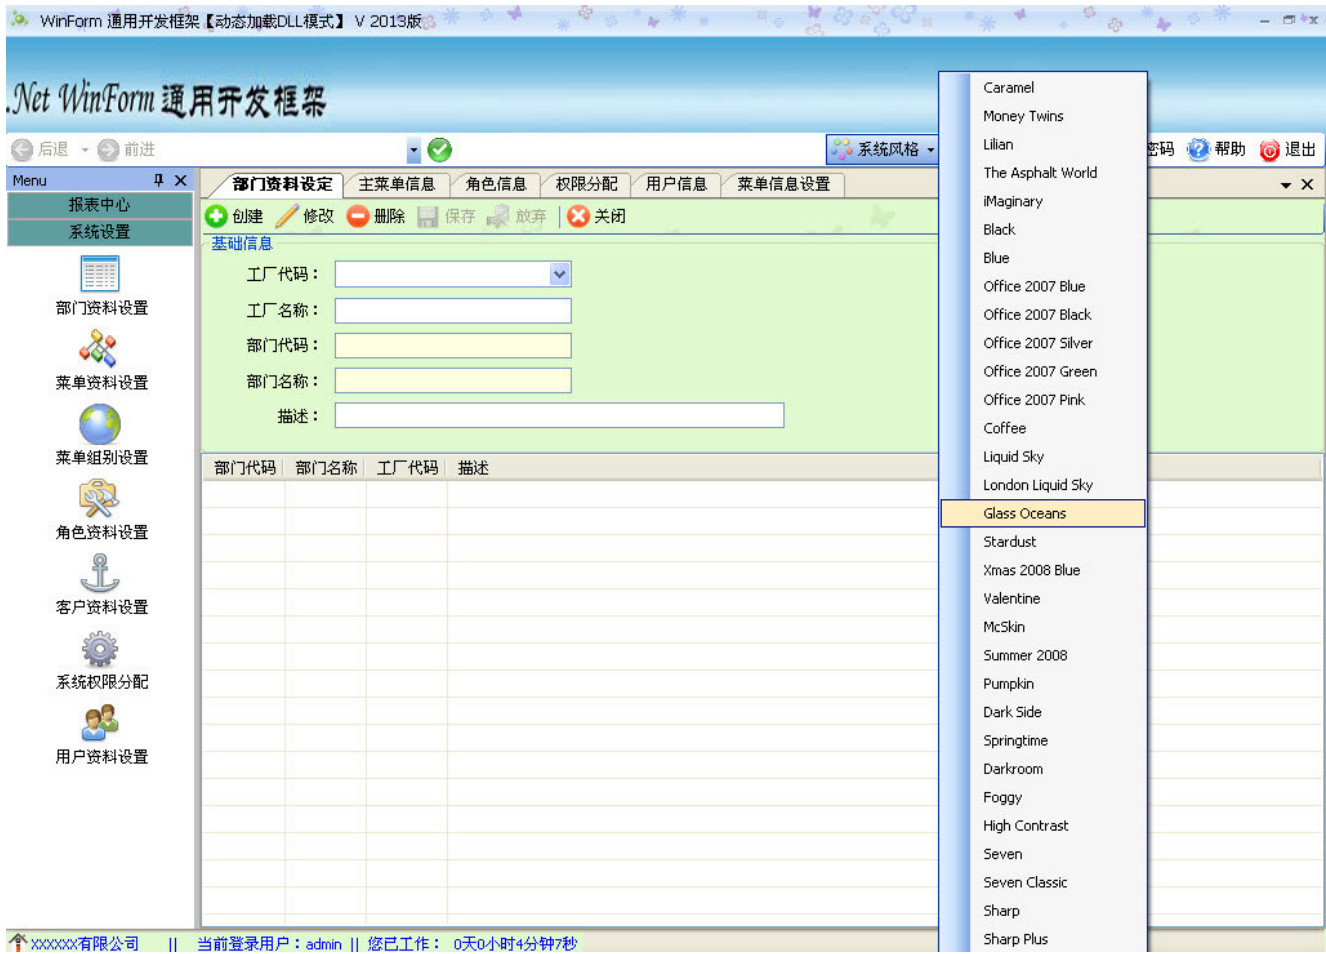 WinForm 通用开发框架【动态加载DLL模式】 V 2013版
.Net WinForm 通用开发框架
后退 前进 系统风格 密码 帮助 退出
Menu
报表中心
系统设置
部门资料设置
菜单资料设置
菜单组别设置
角色资料设置
客户资料设置
系统权限分配
用户资料设置
部门资料设定 主菜单信息 角色信息 权限分配 用户信息 菜单信息设置
创建 修改 删除 保存 放弃 关闭
基础信息
工厂代码：
工厂名称：
部门代码：
部门名称：
描述：
部门代码 部门名称 工厂代码 描述
Caramel
Money Twins
Lilian
The Asphalt World
iMaginary
Black
Blue
Office 2007 Blue
Office 2007 Black
Office 2007 Silver
Office 2007 Green
Office 2007 Pink
Coffee
Liquid Sky
London Liquid Sky
Glass Oceans
Stardust
Xmas 2008 Blue
Valentine
McSkin
Summer 2008
Pumpkin
Dark Side
Springtime
Darkroom
Foggy
High Contrast
Seven
Seven Classic
Sharp
Sharp Plus
xxxxxx有限公司 || 当前登录用户：admin || 您已工作： 0天0小时4分钟7秒